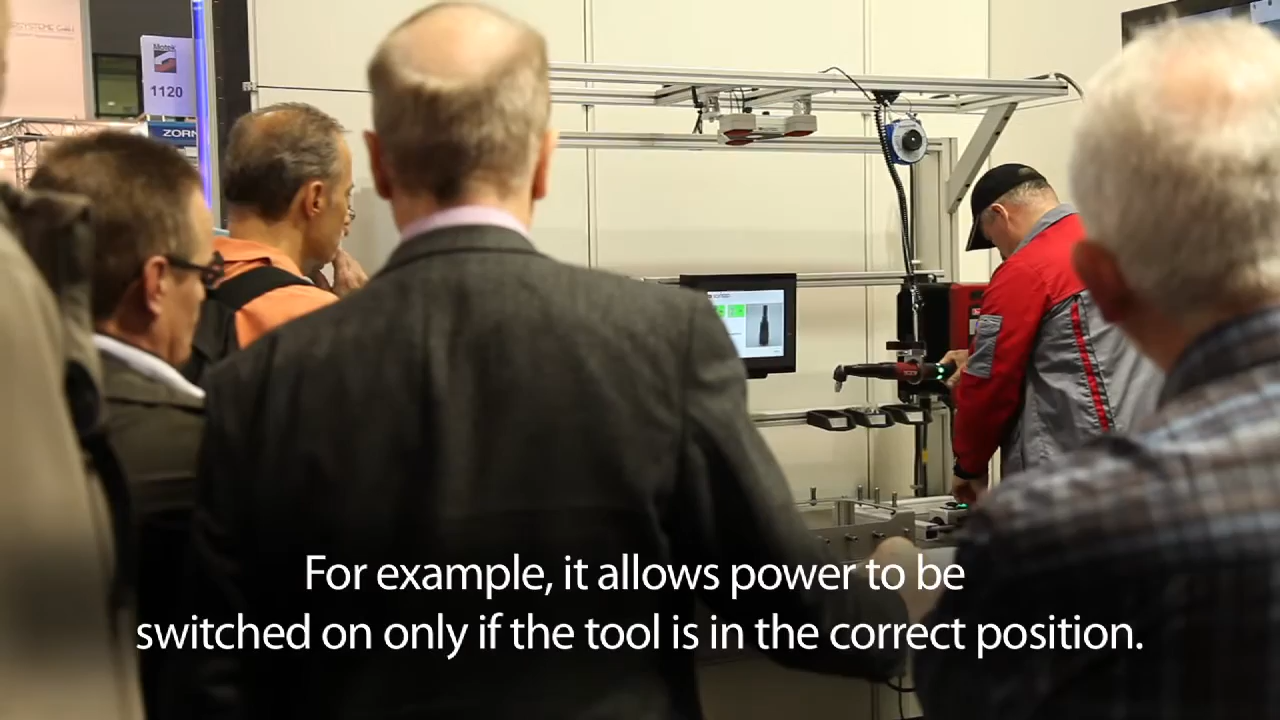 Motek
1120
ZORN
For example, it allows power to be
switched on only if the tool is in the correct position.